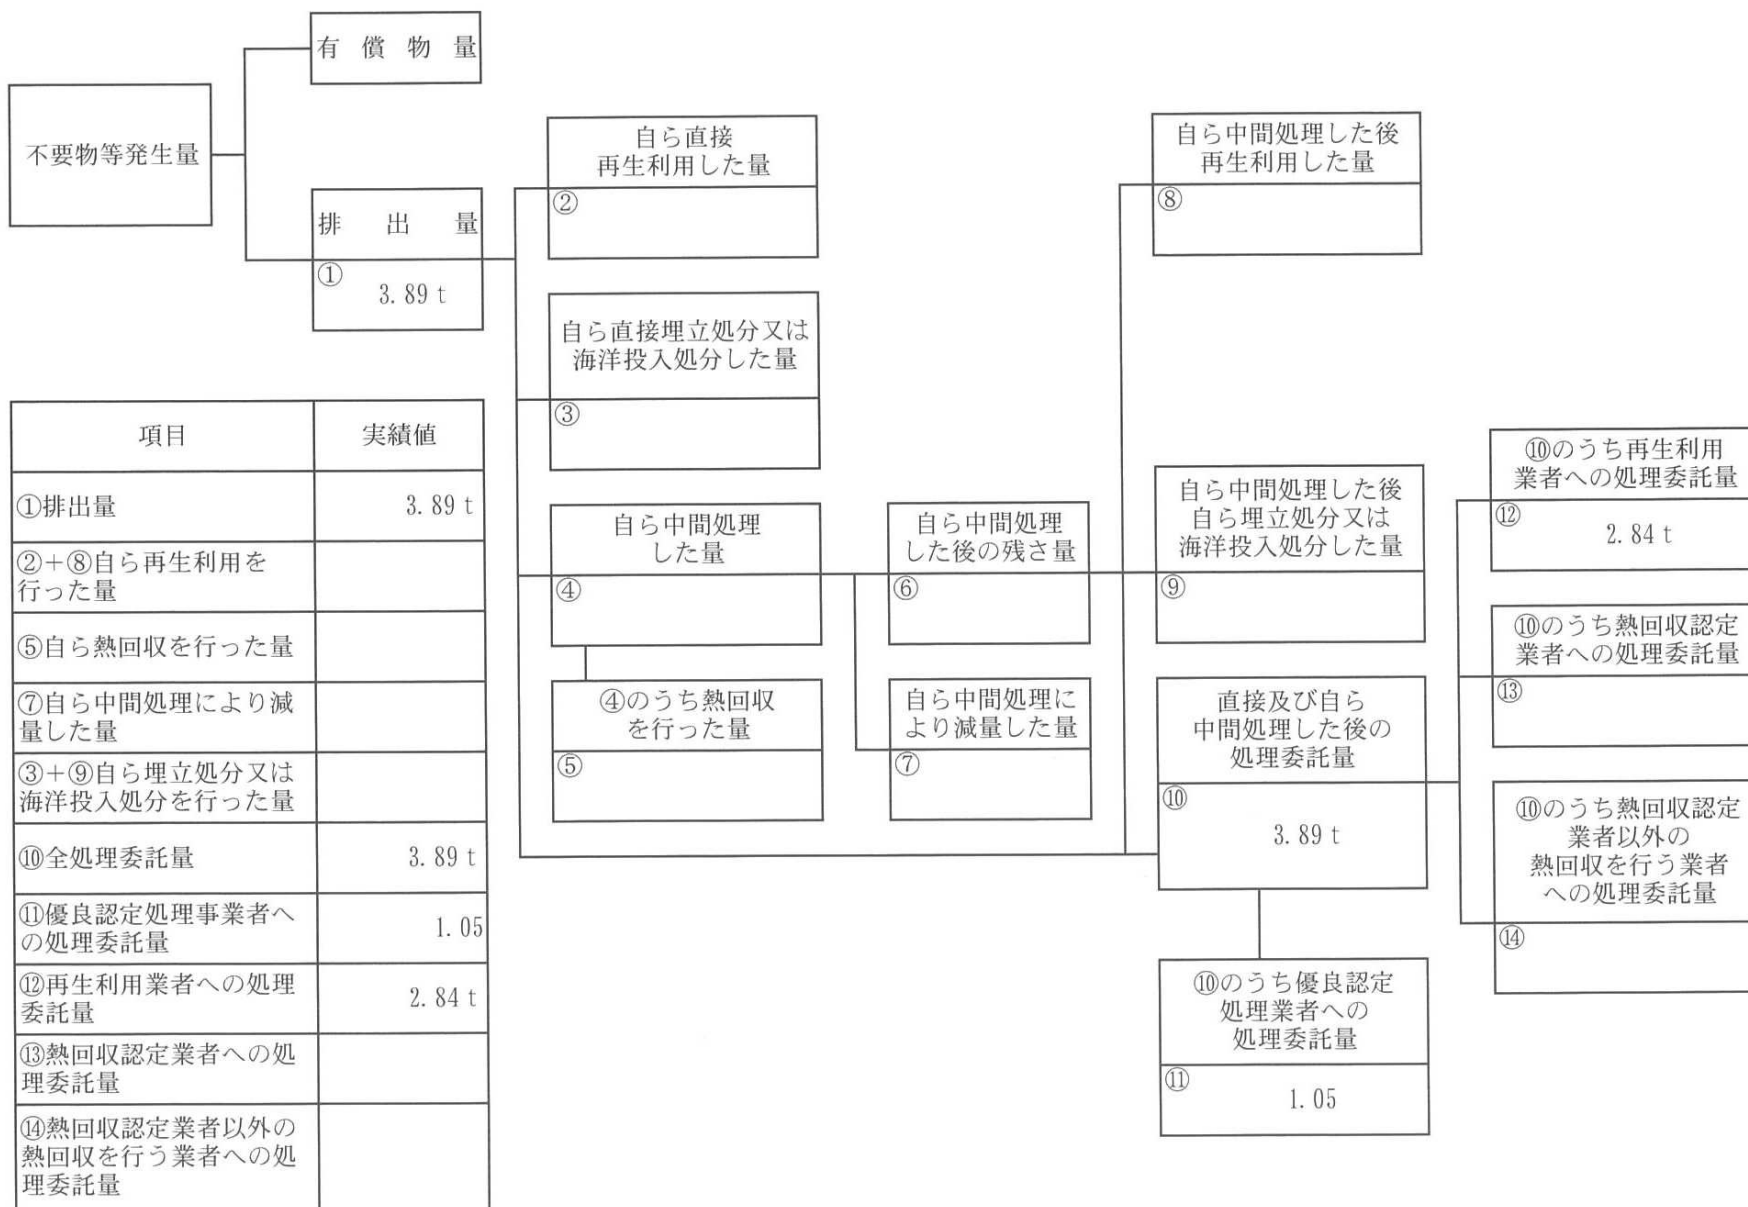 有償物量
不要物等発生量
排出量
①
3.89 t
自ら直接
再生利用した量
②
自ら直接埋立処分又は
海洋投入処分した量
③
自ら中間処理
した量
④
④のうち熱回収
を行った量
⑤
自ら中間処理
した後の残さ量
⑥
自ら中間処理に
より減量した量
⑦
自ら中間処理した後
再生利用した量
⑧
自ら中間処理した後
自ら埋立処分又は
海洋投入処分した量
⑨
直接及び自ら
中間処理した後の
処理委託量
⑩
3.89 t
⑩のうち優良認定
処理業者への
処理委託量
⑪
1.05
⑩のうち再生利用
業者への処理委託量
⑫
2.84 t
⑩のうち熱回収認定
業者への処理委託量
⑬
⑩のうち熱回収認定
業者以外の
熱回収を行う業者
への処理委託量
⑭
項目 実績値
①排出量 3.89 t
②+⑧自ら再生利用を
行った量
⑤自ら熱回収を行った量
⑦自ら中間処理により減
量した量
③+⑨自ら埋立処分又は
海洋投入処分を行った量
⑩全処理委託量 3.89 t
⑪優良認定処理事業者へ
の処理委託量 1.05
⑫再生利用業者への処理
委託量 2.84 t
⑬熱回収認定業者への処
理委託量
⑭熱回収認定業者以外の
熱回収を行う業者への処
理委託量